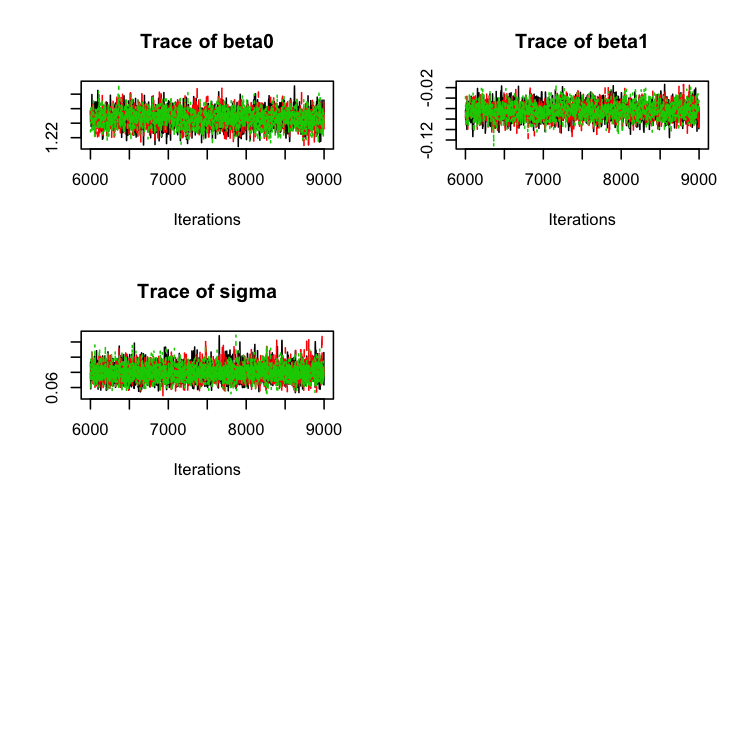 Trace of beta0
1.22
6000 7000 8000 9000
Iterations
Trace of beta1
-0.12 -0.02
6000 7000 8000 9000
Iterations
Trace of sigma
0.06
6000 7000 8000 9000
Iterations